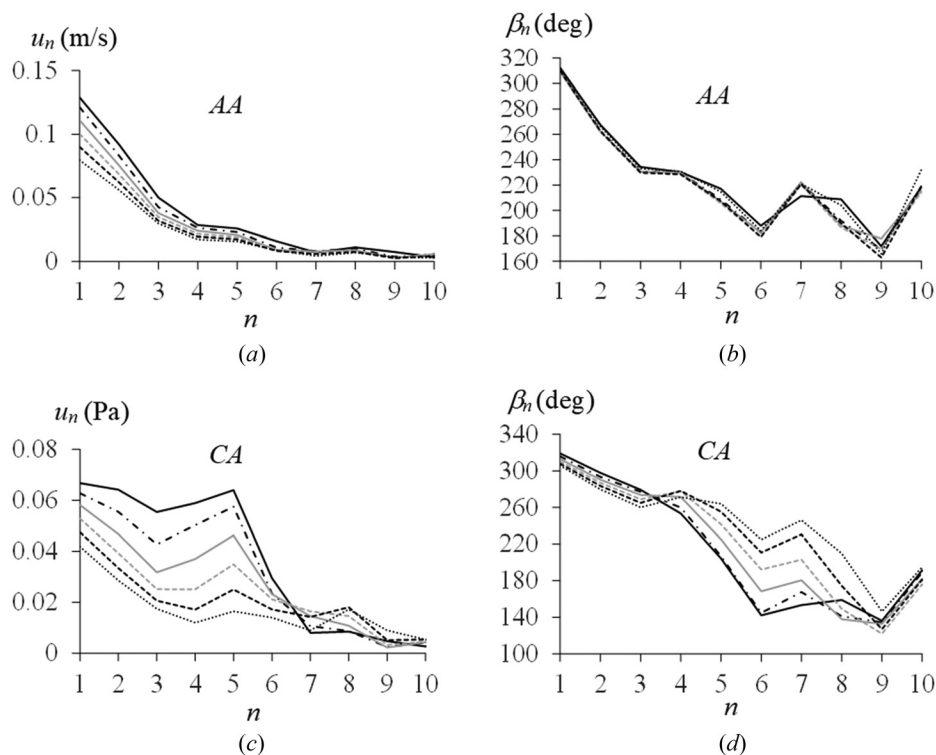 uₙ (m/s)
0.15
0.1
0.05
0
AA
1 2 3 4 5 6 7 8 9 10
n
(a)
βₙ (deg)
320
300
280
260
240
220
200
180
160
AA
1 2 3 4 5 6 7 8 9 10
n
(b)
uₙ (Pa)
0.08
0.06
0.04
0.02
0
CA
1 2 3 4 5 6 7 8 9 10
n
(c)
βₙ (deg)
340
300
260
220
180
140
100
CA
1 2 3 4 5 6 7 8 9 10
n
(d)